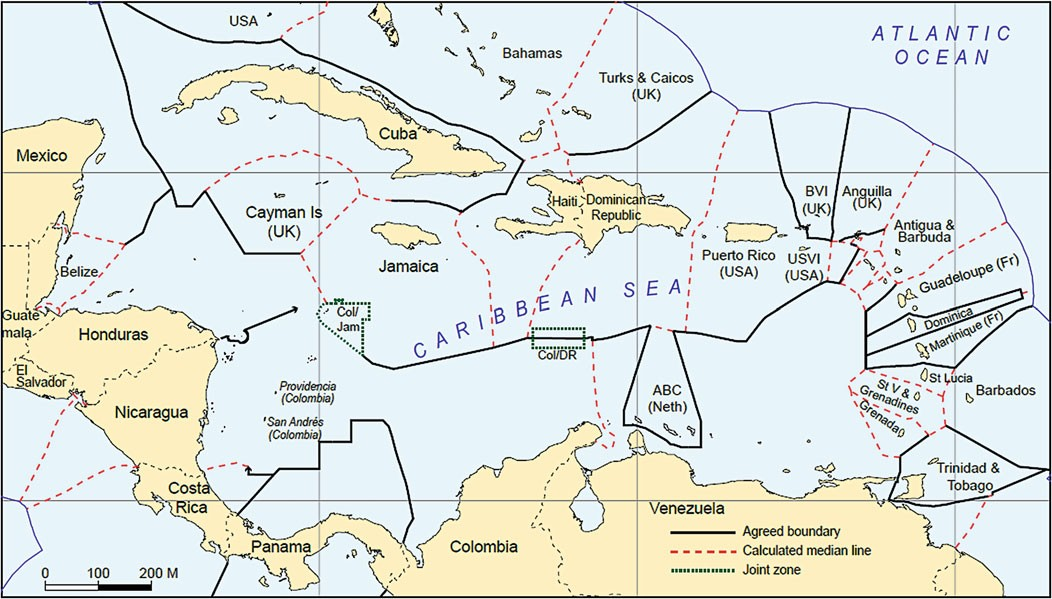 USA
Bahamas
ATLANTIC
OCEAN
Turks & Caicos
(UK)
Cuba
Mexico
Haiti
Dominican
Republic
BVI
(UK)
Anguilla
(UK)
Cayman Is
(UK)
Antigua &
Barbuda
Jamaica
Puerto Rico
(USA)
USVI
(USA)
Belize
Guadeloupe (Fr)
CARIBBEAN SEA
Guate
mala
Honduras
Col/
Jam
Dominica
Martinique (Fr)
Col/DR
El
Salvador
St Lucia
Providencia
(Colombia)
ABC
(Neth)
St V &
Grenadines
Barbados
Nicaragua
San Andrés
(Colombia)
Grenada
Trinidad &
Tobago
Costa
Rica
Venezuela
Panama
Colombia
Agreed boundary
Calculated median line
Joint zone
0 100 200 M